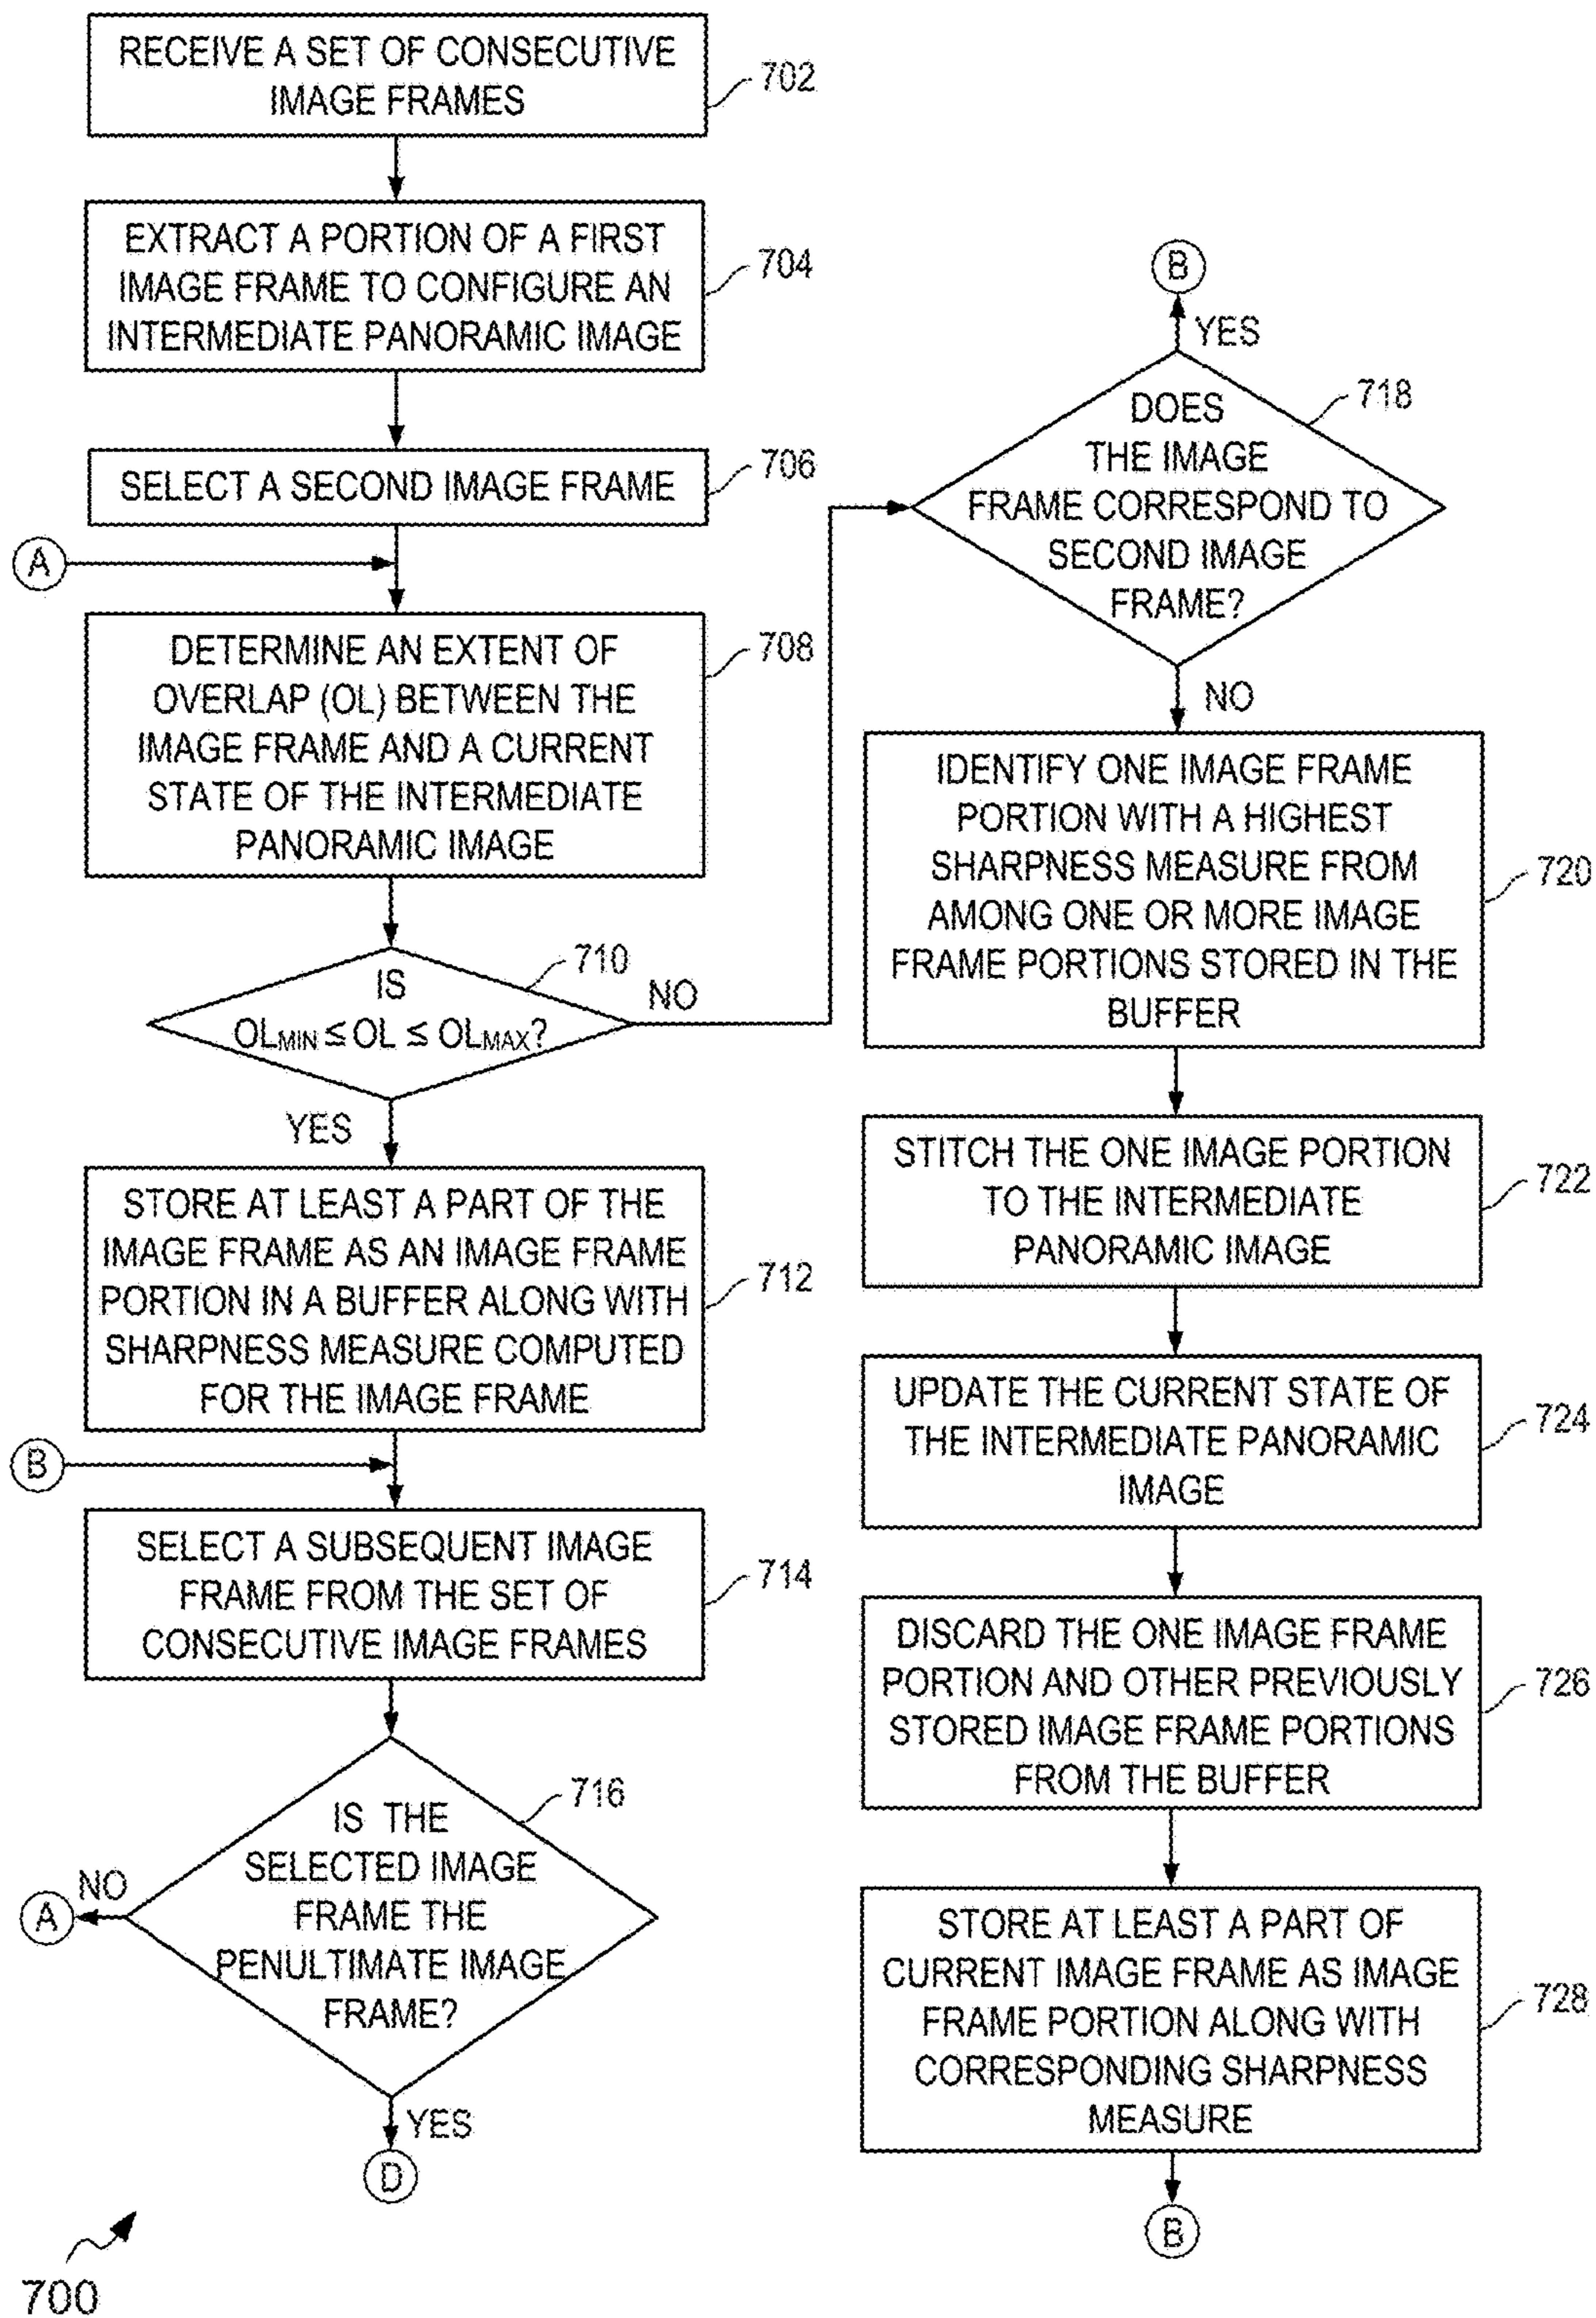 RECEIVE A SET OF CONSECUTIVE
IMAGE FRAMES
702
EXTRACT A PORTION OF A FIRST
IMAGE FRAME TO CONFIGURE AN
INTERMEDIATE PANORAMIC IMAGE
704
SELECT A SECOND IMAGE FRAME
706
A
DETERMINE AN EXTENT OF
OVERLAP (OL) BETWEEN THE
IMAGE FRAME AND A CURRENT
STATE OF THE INTERMEDIATE
PANORAMIC IMAGE
708
IS
OLMIN ≤ OL ≤ OLMAX?
710
NO
YES
STORE AT LEAST A PART OF THE
IMAGE FRAME AS AN IMAGE FRAME
PORTION IN A BUFFER ALONG WITH
SHARPNESS MEASURE COMPUTED
FOR THE IMAGE FRAME
712
B
SELECT A SUBSEQUENT IMAGE
FRAME FROM THE SET OF
CONSECUTIVE IMAGE FRAMES
714
IS THE
SELECTED IMAGE
FRAME THE
PENULTIMATE IMAGE
FRAME?
716
NO
A
YES
D
B
YES
DOES
THE IMAGE
FRAME CORRESPOND TO
SECOND IMAGE
FRAME?
718
NO
IDENTIFY ONE IMAGE FRAME
PORTION WITH A HIGHEST
SHARPNESS MEASURE FROM
AMONG ONE OR MORE IMAGE
FRAME PORTIONS STORED IN THE
BUFFER
720
STITCH THE ONE IMAGE PORTION
TO THE INTERMEDIATE
PANORAMIC IMAGE
722
UPDATE THE CURRENT STATE OF
THE INTERMEDIATE PANORAMIC
IMAGE
724
DISCARD THE ONE IMAGE FRAME
PORTION AND OTHER PREVIOUSLY
STORED IMAGE FRAME PORTIONS
FROM THE BUFFER
726
STORE AT LEAST A PART OF
CURRENT IMAGE FRAME AS IMAGE
FRAME PORTION ALONG WITH
CORRESPONDING SHARPNESS
MEASURE
728
B
700